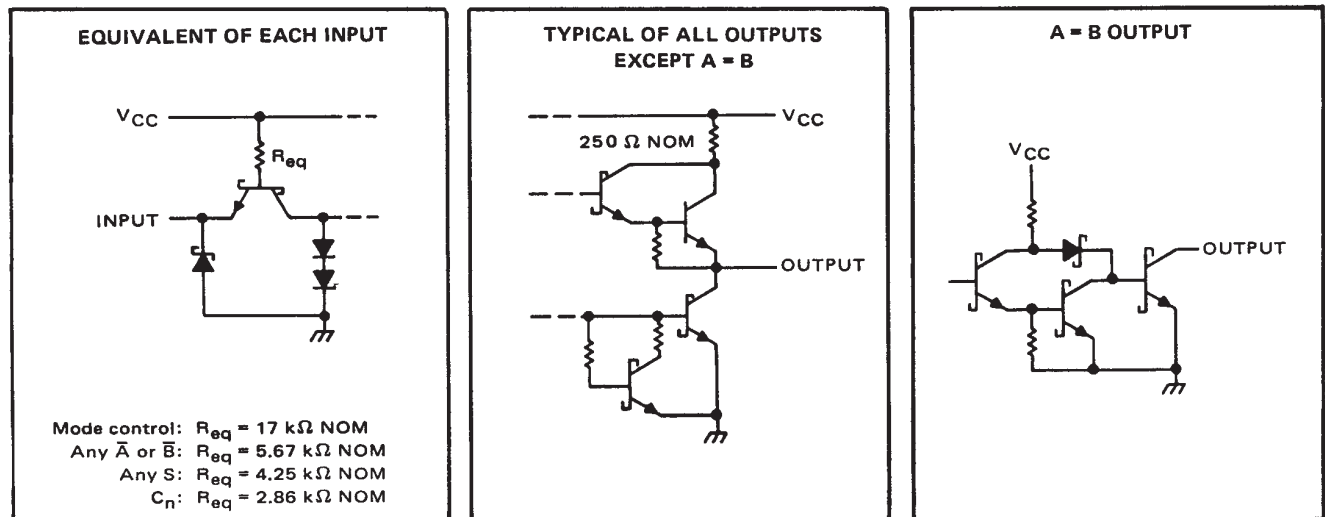 EQUIVALENT OF EACH INPUT
VCC
Req
INPUT
Mode control: Req = 17 kΩ NOM
Any A̅ or B̅: Req = 5.67 kΩ NOM
Any S: Req = 4.25 kΩ NOM
Cn: Req = 2.86 kΩ NOM
TYPICAL OF ALL OUTPUTS
EXCEPT A = B
VCC
250 Ω NOM
OUTPUT
A = B OUTPUT
VCC
OUTPUT